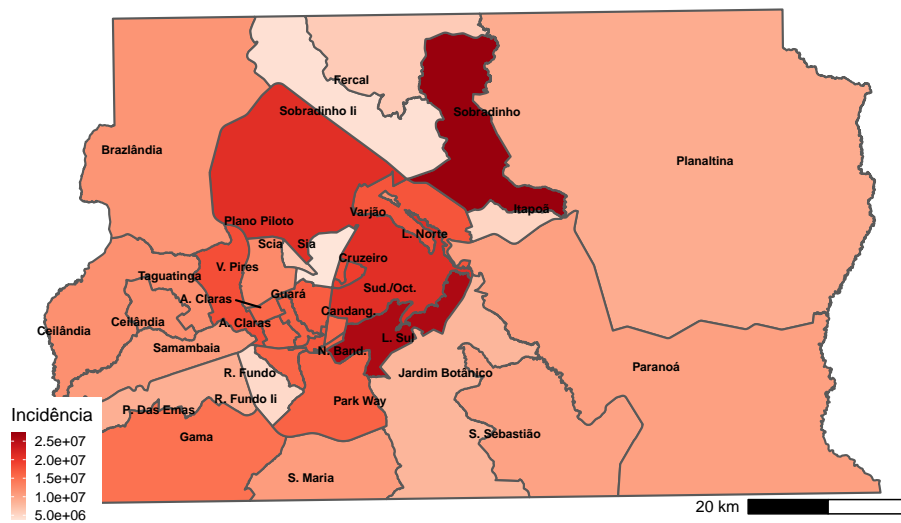 Fercal
Sobradinho Ii
Sobradinho
Brazlândia
Planaltina
Itapoã
Varjão
Plano Piloto
L. Norte
Scia
Sia
Cruzeiro
V. Pires
Taguatinga
Sud./Oct.
Guará
A. Claras
Candang.
Ceilândia
A. Claras
Ceilândia
L. Sul
Samambaia
N. Band.
R. Fundo
Jardim Botânico
Paranoá
R. Fundo Ii
Park Way
P. Das Emas
Gama
S. Sebastião
S. Maria
Incidência
2.5e+07
2.0e+07
1.5e+07
1.0e+07
5.0e+06
20 km